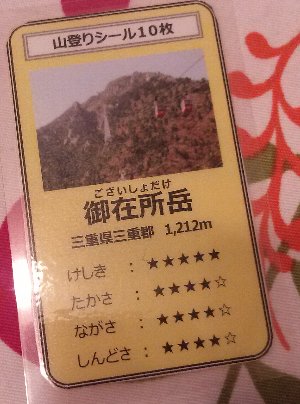 山登りシール１０枚
ございしょだけ
御在所岳
三重県三重郡 1,212m
けしき : ★★★★★
たかさ : ★★★★☆
ながさ : ★★★★☆
しんどさ : ★★★★☆